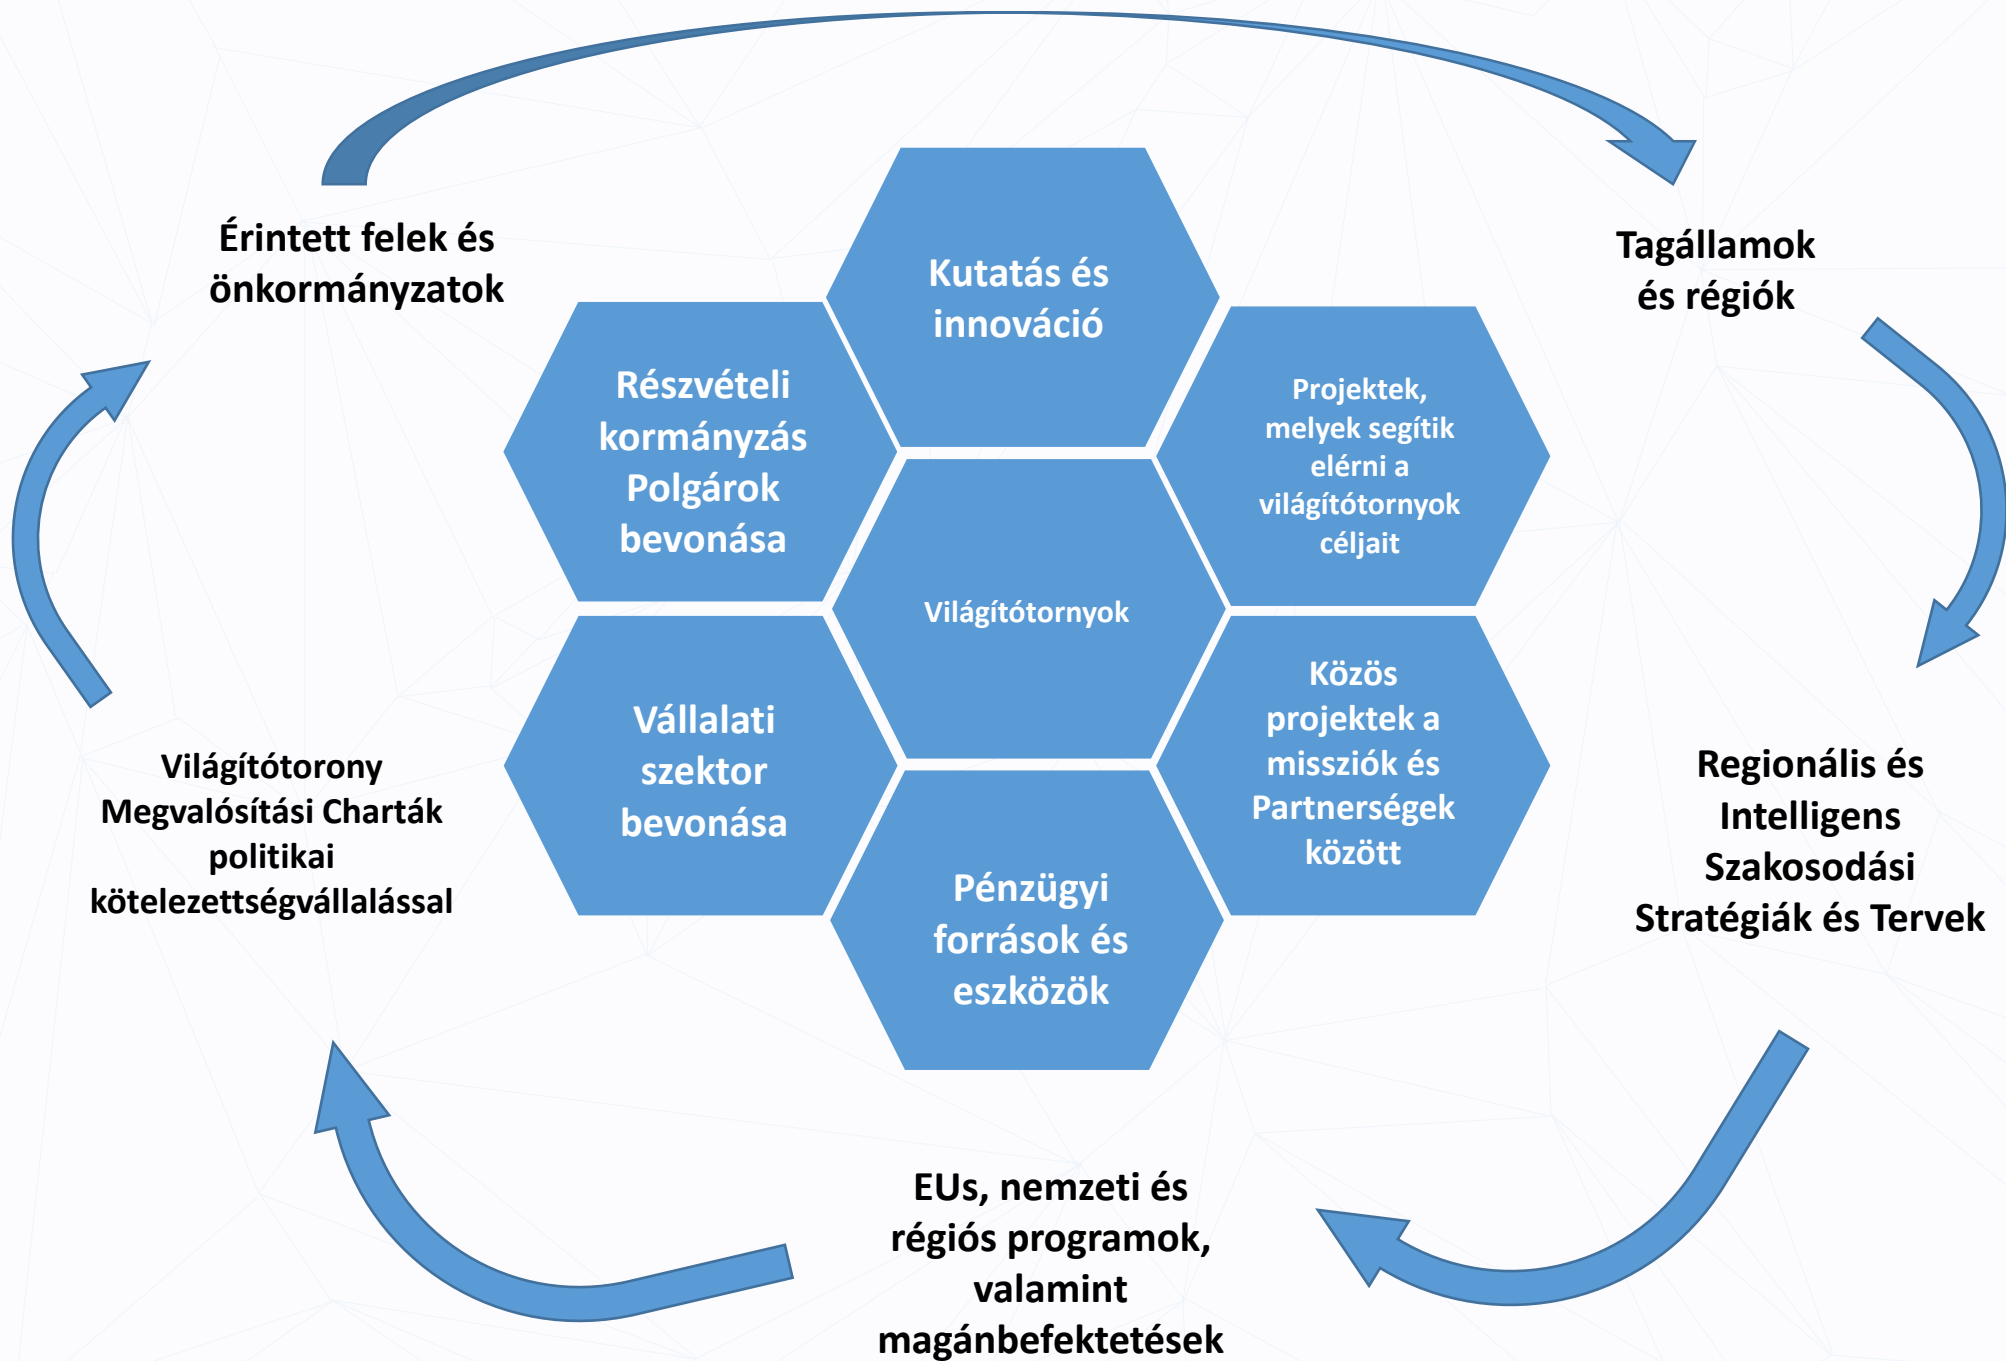 Érintett felek és
önkormányzatok
Tagállamok
és régiók
Kutatás és
innováció
Részvételi
kormányzás
Polgárok
bevonása
Projektek,
melyek segítik
elérni a
világítótornyok
céljait
Világítótornyok
Vállalati
szektor
bevonása
Közös
projektek a
missziók és
Partnerségek
között
Pénzügyi
források és
eszközök
Világítótorony
Megvalósítási Charták
politikai
kötelezettségvállalással
Regionális és
Intelligens
Szakosodási
Stratégiák és Tervek
EUs, nemzeti és
régiós programok,
valamint
magánbefektetések